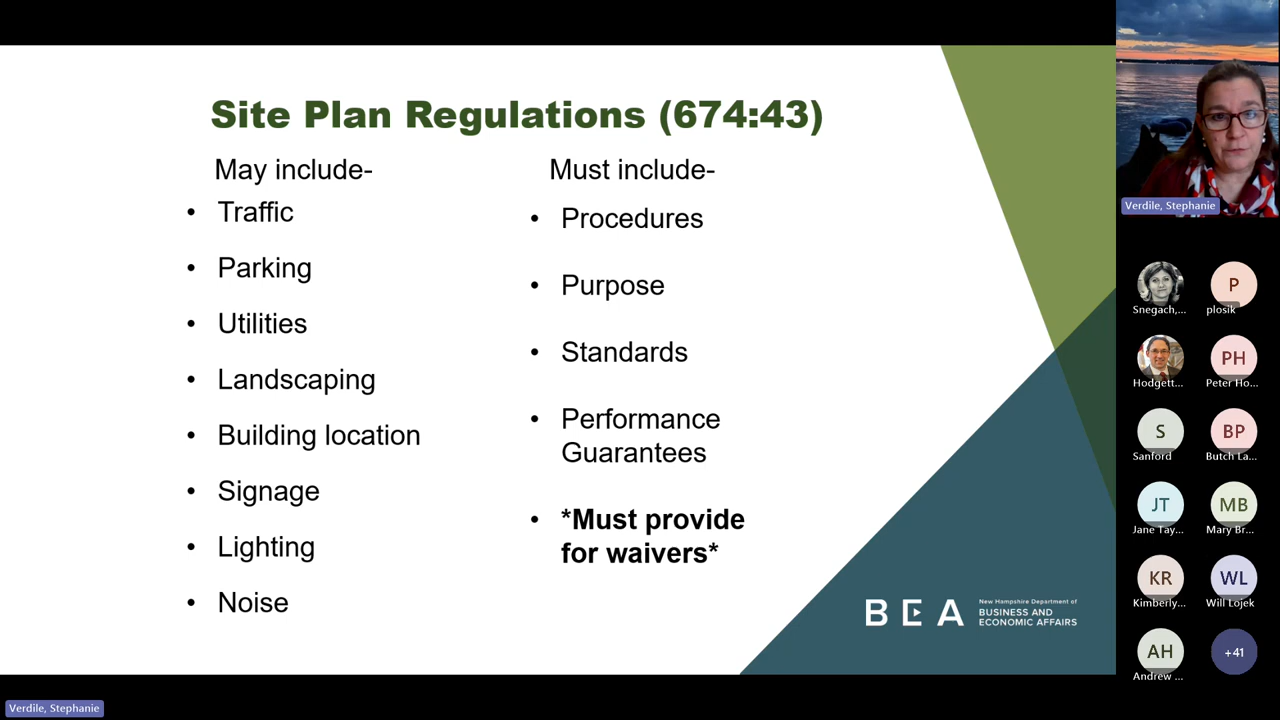 Site Plan Regulations (674:43)
May include-
• Traffic
• Parking
• Utilities
• Landscaping
• Building location
• Signage
• Lighting
• Noise
Must include-
• Procedures
• Purpose
• Standards
• Performance
Guarantees
• *Must provide
for waivers*
BEA
New Hampshire Department of
BUSINESS AND
ECONOMIC AFFAIRS
Verdile, Stephanie
Snegach,...
P
plosik
Hodgett...
PH
Peter Ho...
S
Sanford
BP
Butch La...
JT
Jane Tay...
MB
Mary Br...
KR
Kimberly...
WL
Will Lojek
AH
Andrew ...
+41
Verdile, Stephanie